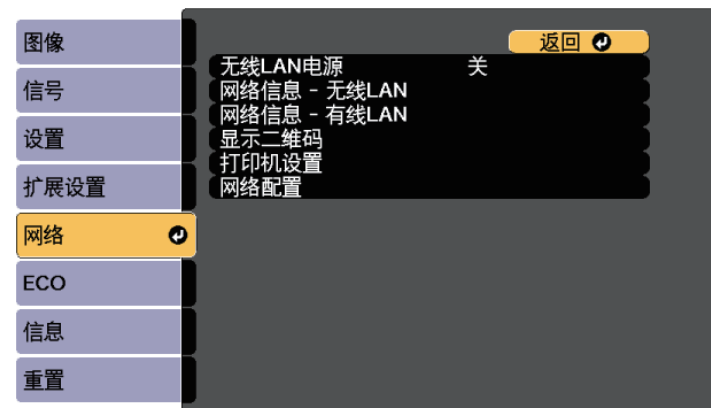 图像
信号
设置
扩展设置
网络
ECO
信息
重置
返回
无线LAN电源 关
网络信息 - 无线LAN
网络信息 - 有线LAN
显示二维码
打印机设置
网络配置